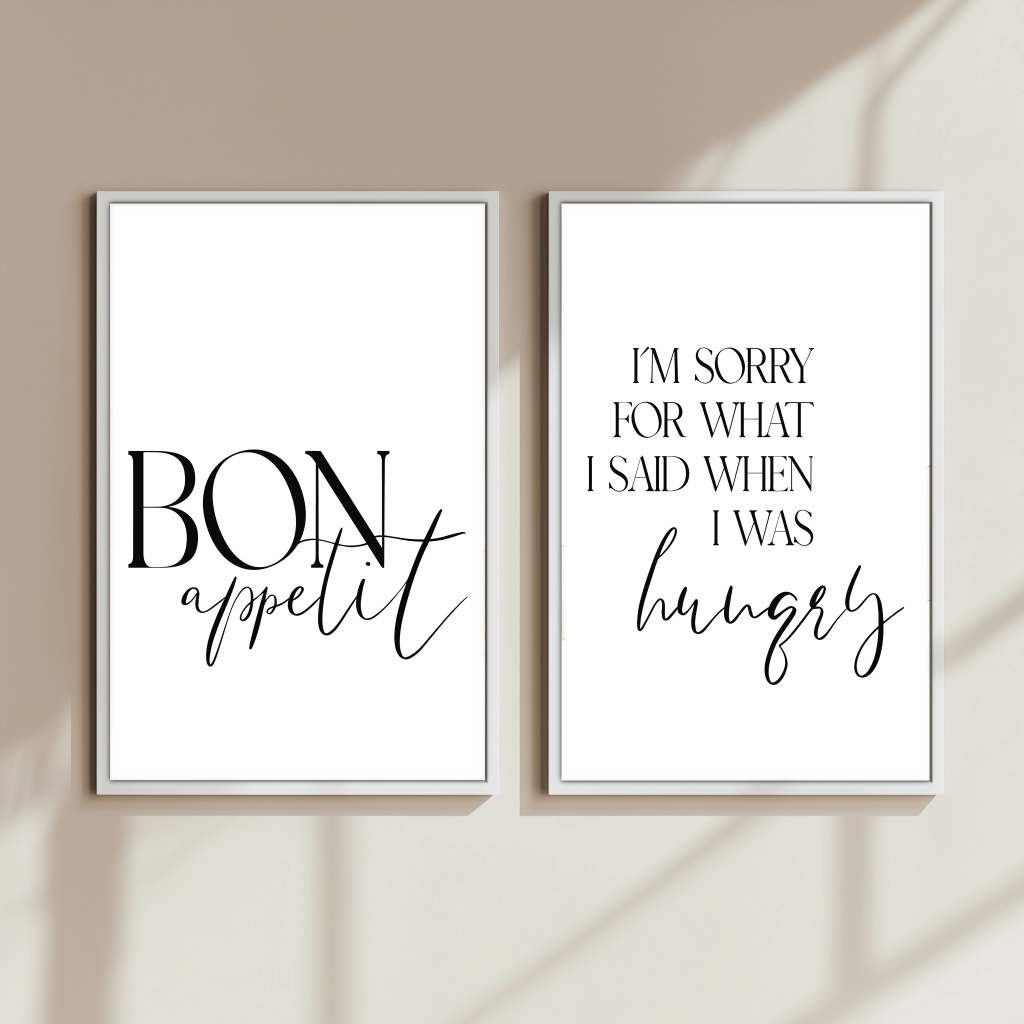 BON
appetit
I'M SORRY
FOR WHAT
I SAID WHEN
I WAS
hungry